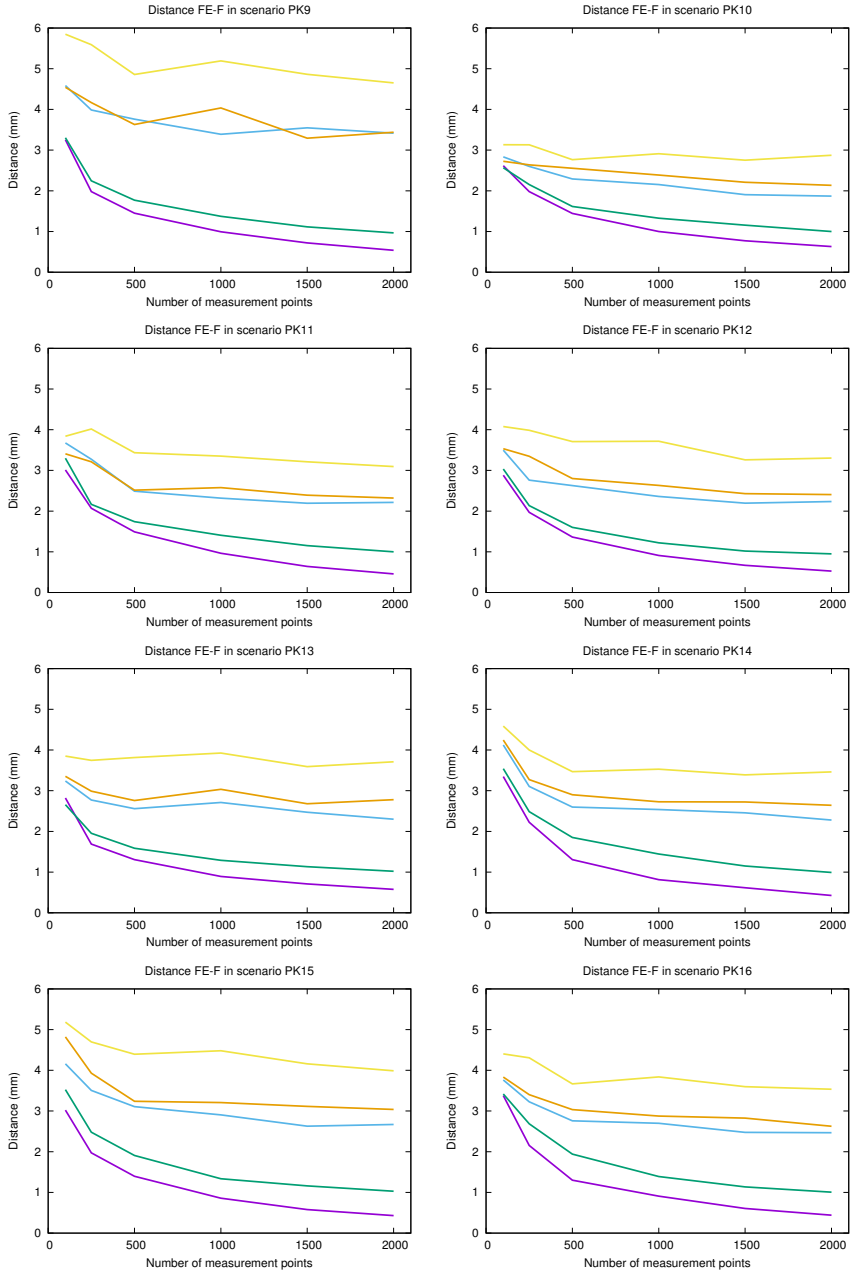 Distance FE-F in scenario PK9
6
5
4
3
2
1
0
Distance (mm)
0 500 1000 1500 2000
Number of measurement points
Distance FE-F in scenario PK10
6
5
4
3
2
1
0
Distance (mm)
0 500 1000 1500 2000
Number of measurement points
Distance FE-F in scenario PK11
6
5
4
3
2
1
0
Distance (mm)
0 500 1000 1500 2000
Number of measurement points
Distance FE-F in scenario PK12
6
5
4
3
2
1
0
Distance (mm)
0 500 1000 1500 2000
Number of measurement points
Distance FE-F in scenario PK13
6
5
4
3
2
1
0
Distance (mm)
0 500 1000 1500 2000
Number of measurement points
Distance FE-F in scenario PK14
6
5
4
3
2
1
0
Distance (mm)
0 500 1000 1500 2000
Number of measurement points
Distance FE-F in scenario PK15
6
5
4
3
2
1
0
Distance (mm)
0 500 1000 1500 2000
Number of measurement points
Distance FE-F in scenario PK16
6
5
4
3
2
1
0
Distance (mm)
0 500 1000 1500 2000
Number of measurement points